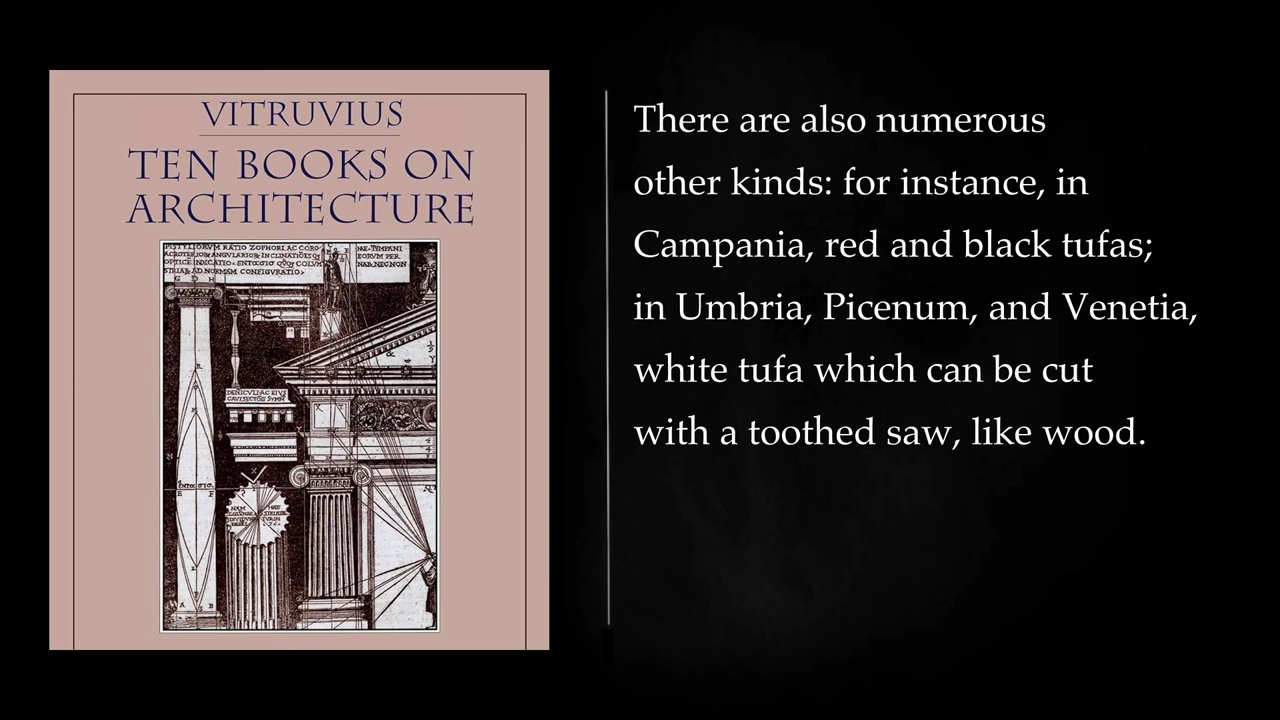 VITRUVIUS
TEN BOOKS ON
ARCHITECTURE
There are also numerous
other kinds: for instance, in
Campania, red and black tufas;
in Umbria, Picenum, and Venetia,
white tufa which can be cut
with a toothed saw, like wood.